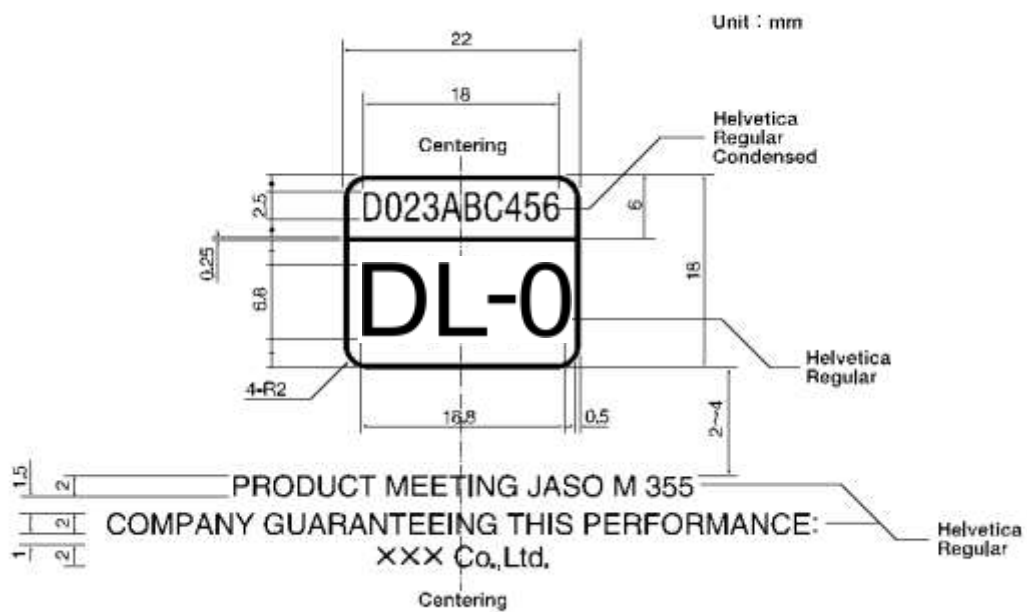 Unit : mm
22
18
Helvetica
Regular
Condensed
Centering
D023ABC456
2.5
6
0.25
DL-0
6.8
18
Helvetica
Regular
4-R2
16.8
0.5
2~4
1.5
2
PRODUCT MEETING JASO M 355
2
COMPANY GUARANTEEING THIS PERFORMANCE:
Helvetica
Regular
1
2
××× Co.,Ltd.
Centering